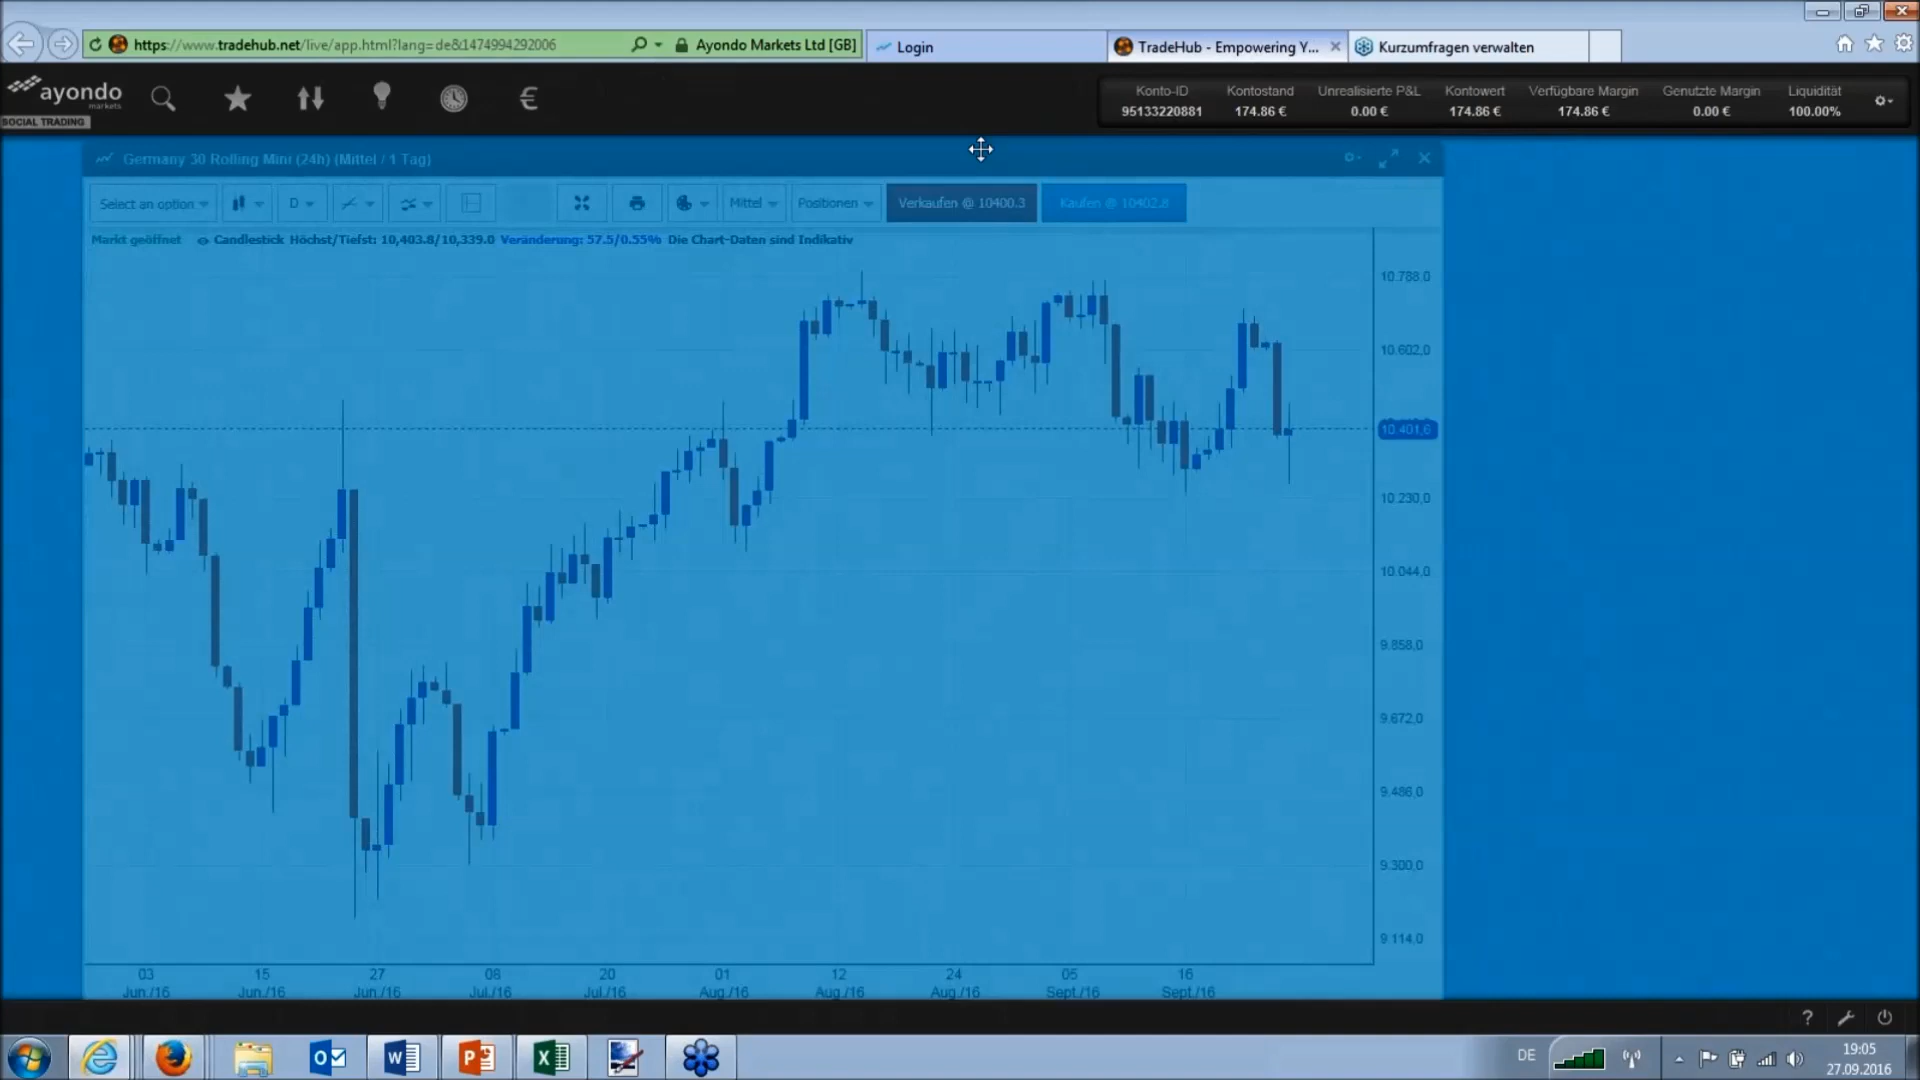 https://www.tradehub.net/live/app.html?lang=de&1474994292006
Ayondo Markets Ltd [GB]
Login
TradeHub - Empowering Y...
Kurzumfragen verwalten
ayondo
markets
SOCIAL TRADING
€
Konto-ID
95133220881
Kontostand
174.86 €
Unrealisierte P&L
0.00 €
Kontowert
174.86 €
Verfügbare Margin
174.86 €
Genutzte Margin
0.00 €
Liquidität
100.00%
Germany 30 Rolling Mini (24h) (Mittel / 1 Tag)
Select an option
D
Mittel
Positionen
Verkaufen @ 10400.3
Kaufen @ 10402.8
Markt geöffnet
Candlestick Höchst/Tiefst: 10,403.8/10,339.0 Veränderung: 57.5/0.55% Die Chart-Daten sind Indikativ
10.788,0
10.602,0
10.401,6
10.230,0
10.044,0
9.858,0
9.672,0
9.486,0
9.300,0
9.114,0
03 15 27 08 20 01 12 24 05 16
Jun./16 Jun./16 Jun./16 Jul./16 Jul./16 Aug./16 Aug./16 Aug./16 Sept./16 Sept./16
?
DE
19:05
27.09.2016